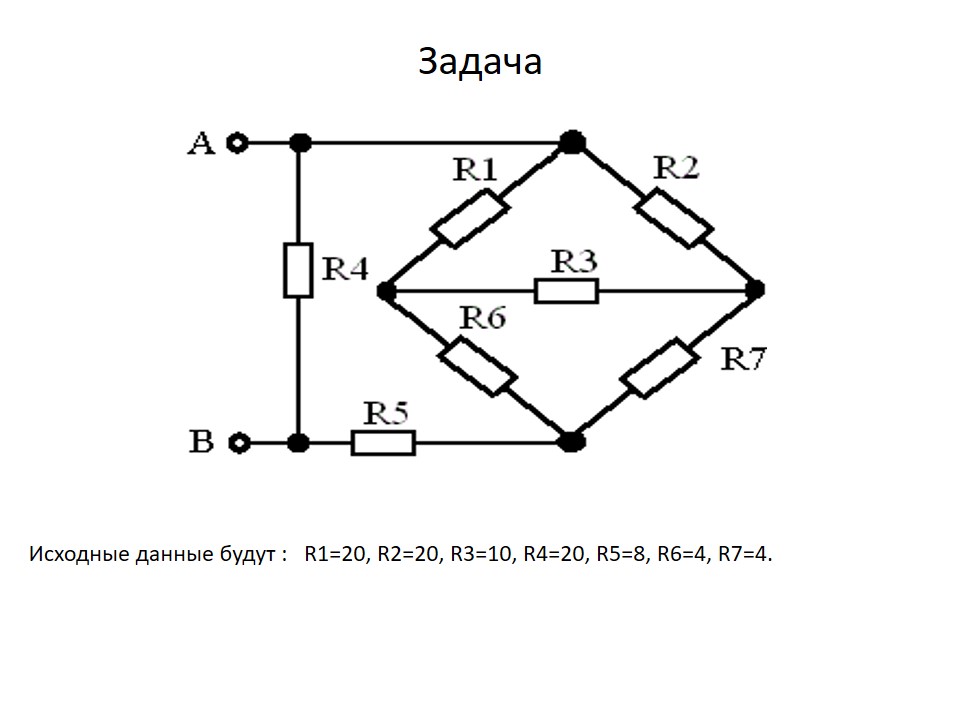 Задача
A
R1
R2
R4
R3
R6
R7
R5
B
Исходные данные будут : R1=20, R2=20, R3=10, R4=20, R5=8, R6=4, R7=4.